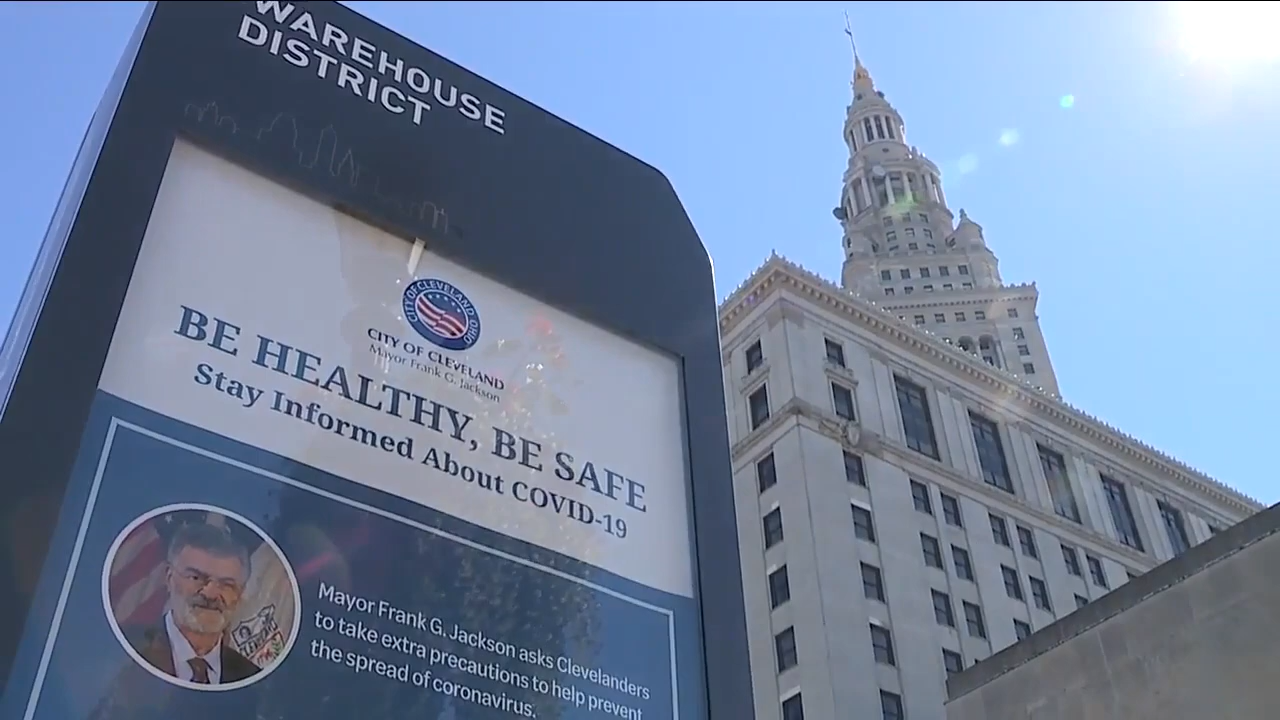 WAREHOUSE
DISTRICT
CITY OF CLEVELAND, OHIO
CITY OF CLEVELAND
Mayor Frank G. Jackson
BE HEALTHY, BE SAFE
Stay Informed About COVID-19
Mayor Frank G. Jackson asks Clevelanders
to take extra precautions to help prevent
the spread of coronavirus.